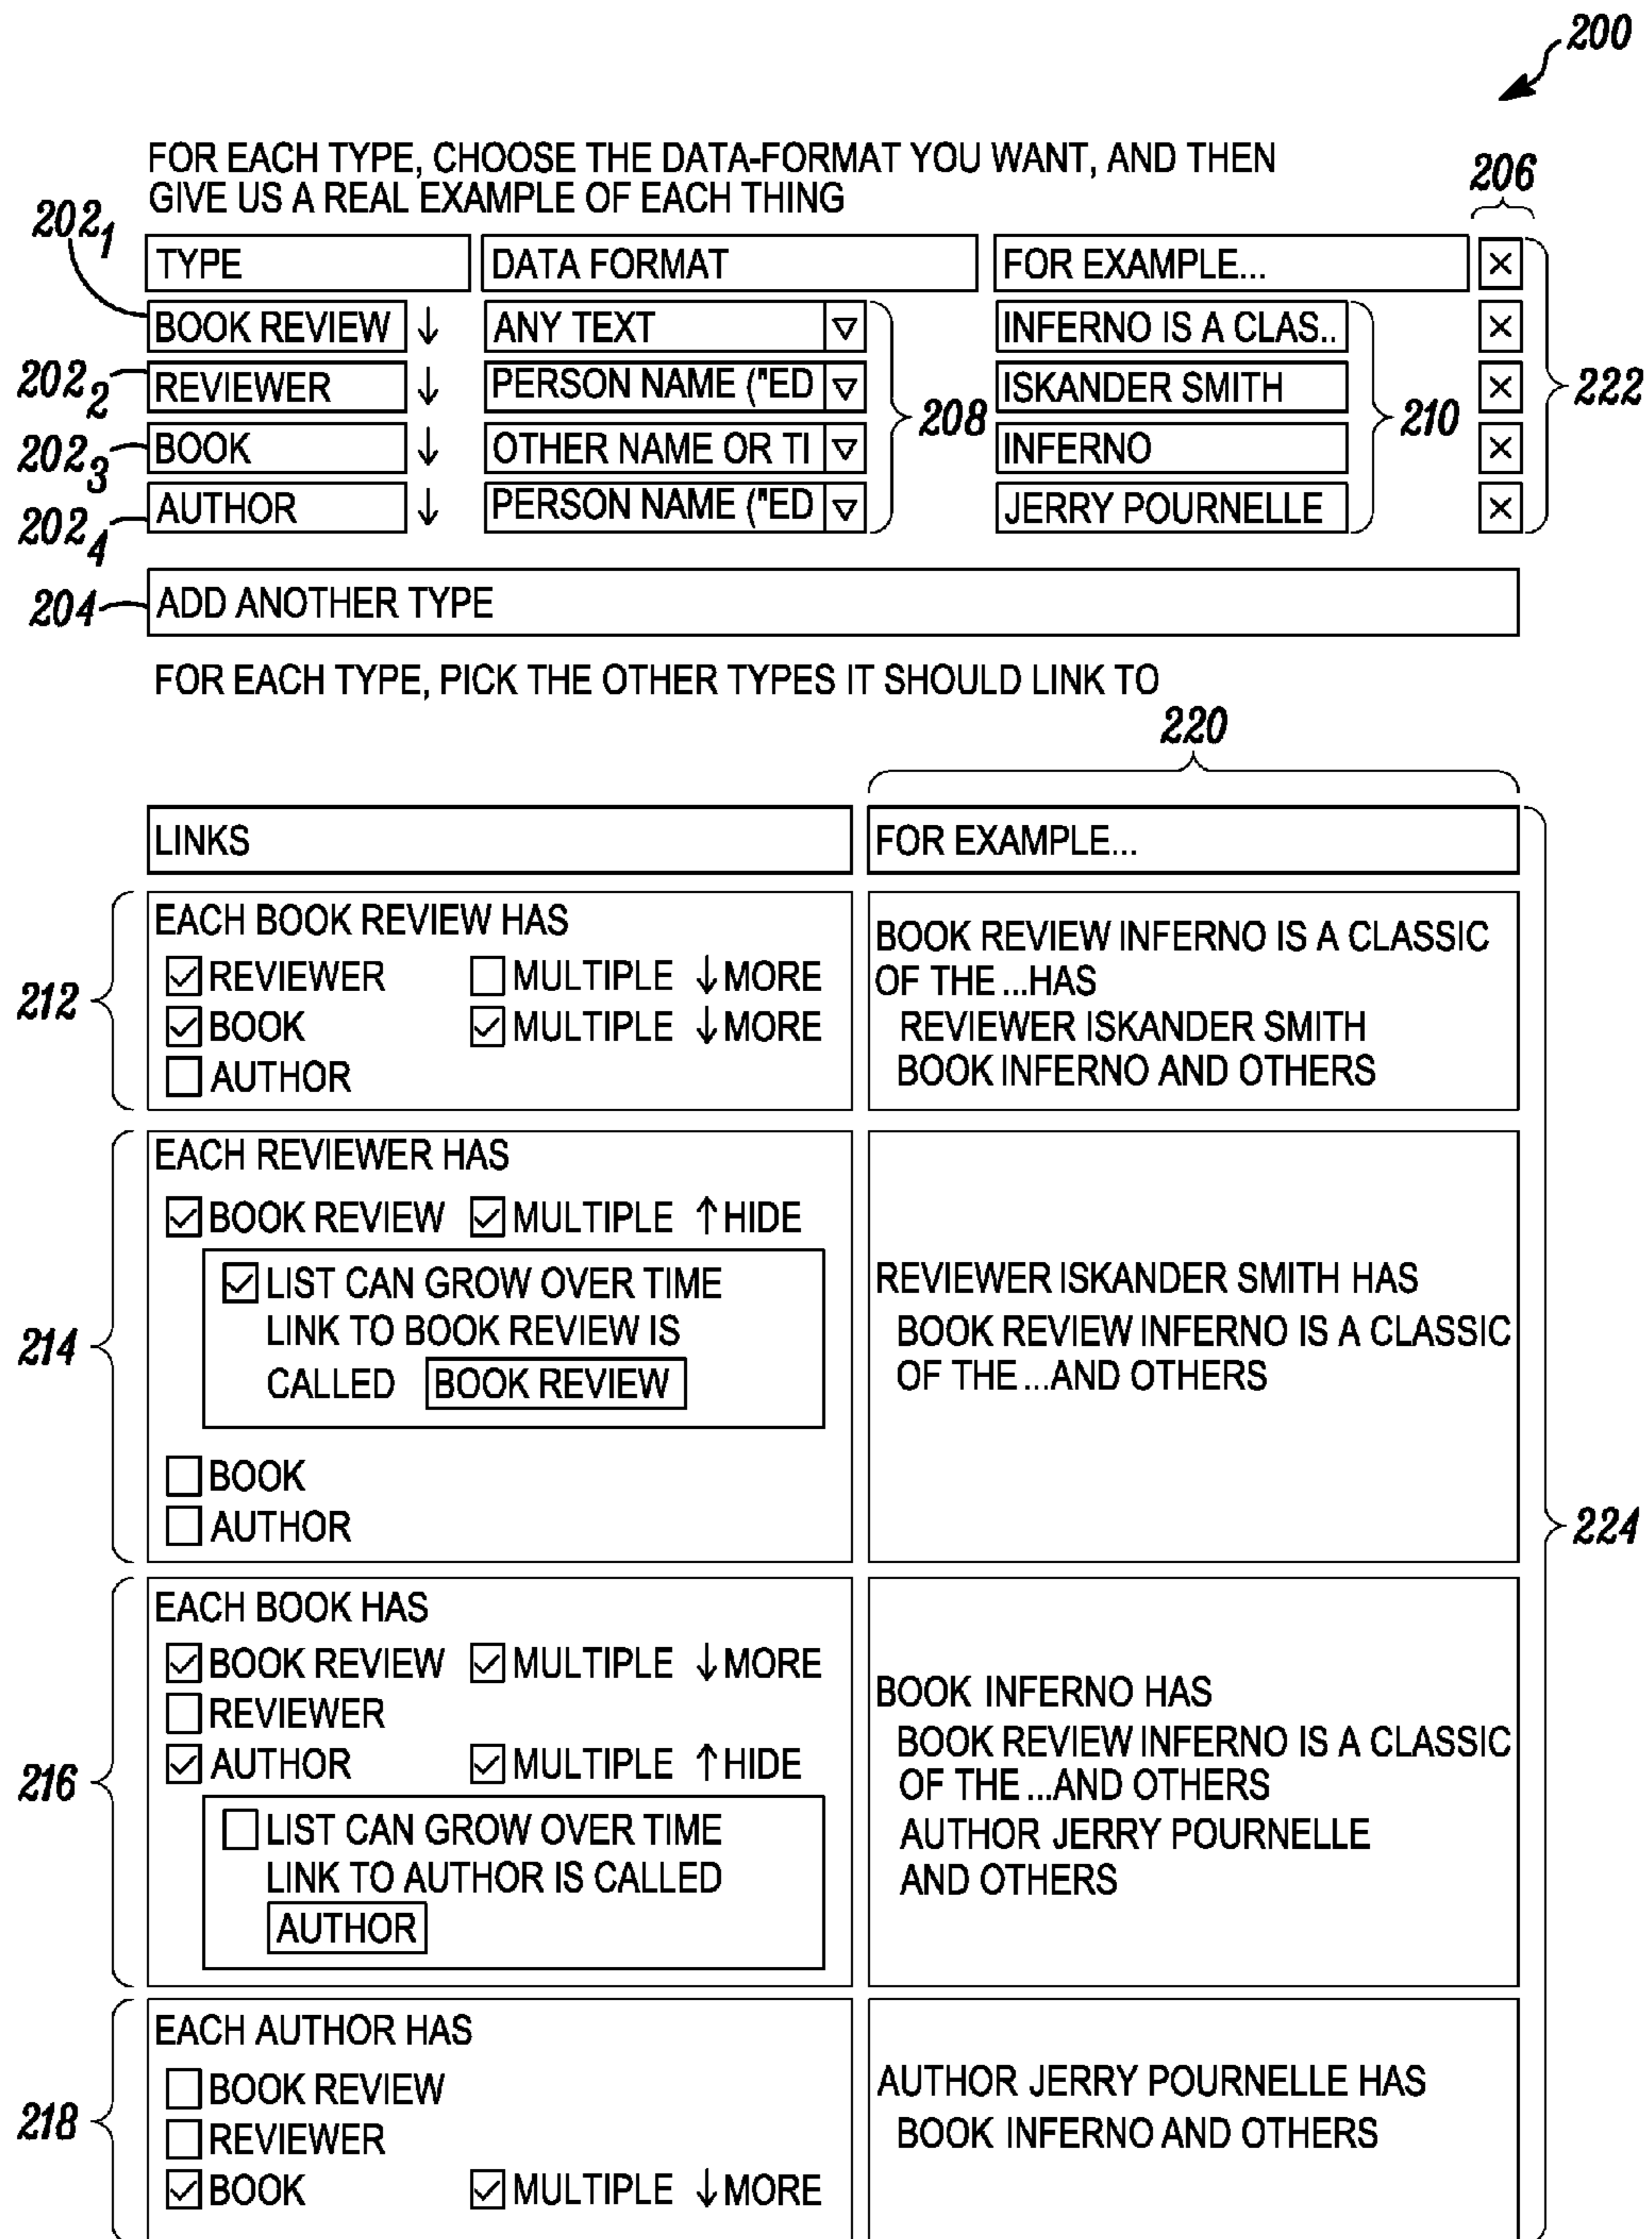 200
FOR EACH TYPE, CHOOSE THE DATA-FORMAT YOU WANT, AND THEN
GIVE US A REAL EXAMPLE OF EACH THING
206
202₁
TYPE DATA FORMAT FOR EXAMPLE... ×
BOOK REVIEW ↓ ANY TEXT ▽ INFERNO IS A CLAS.. ×
202₂ REVIEWER ↓ PERSON NAME ("ED ▽ ISKANDER SMITH × 222
208 210
202₃ BOOK ↓ OTHER NAME OR TI ▽ INFERNO ×
202₄ AUTHOR ↓ PERSON NAME ("ED ▽ JERRY POURNELLE ×
204 ADD ANOTHER TYPE
FOR EACH TYPE, PICK THE OTHER TYPES IT SHOULD LINK TO
220
LINKS FOR EXAMPLE...
212
EACH BOOK REVIEW HAS
REVIEWER MULTIPLE ↓MORE
BOOK MULTIPLE ↓MORE
AUTHOR
BOOK REVIEW INFERNO IS A CLASSIC
OF THE...HAS
REVIEWER ISKANDER SMITH
BOOK INFERNO AND OTHERS
214
EACH REVIEWER HAS
BOOK REVIEW MULTIPLE ↑HIDE
LIST CAN GROW OVER TIME
LINK TO BOOK REVIEW IS
CALLED BOOK REVIEW
BOOK
AUTHOR
REVIEWER ISKANDER SMITH HAS
BOOK REVIEW INFERNO IS A CLASSIC
OF THE...AND OTHERS
224
216
EACH BOOK HAS
BOOK REVIEW MULTIPLE ↓MORE
REVIEWER
AUTHOR MULTIPLE ↑HIDE
LIST CAN GROW OVER TIME
LINK TO AUTHOR IS CALLED
AUTHOR
BOOK INFERNO HAS
BOOK REVIEW INFERNO IS A CLASSIC
OF THE...AND OTHERS
AUTHOR JERRY POURNELLE
AND OTHERS
218
EACH AUTHOR HAS
BOOK REVIEW
REVIEWER
BOOK MULTIPLE ↓MORE
AUTHOR JERRY POURNELLE HAS
BOOK INFERNO AND OTHERS